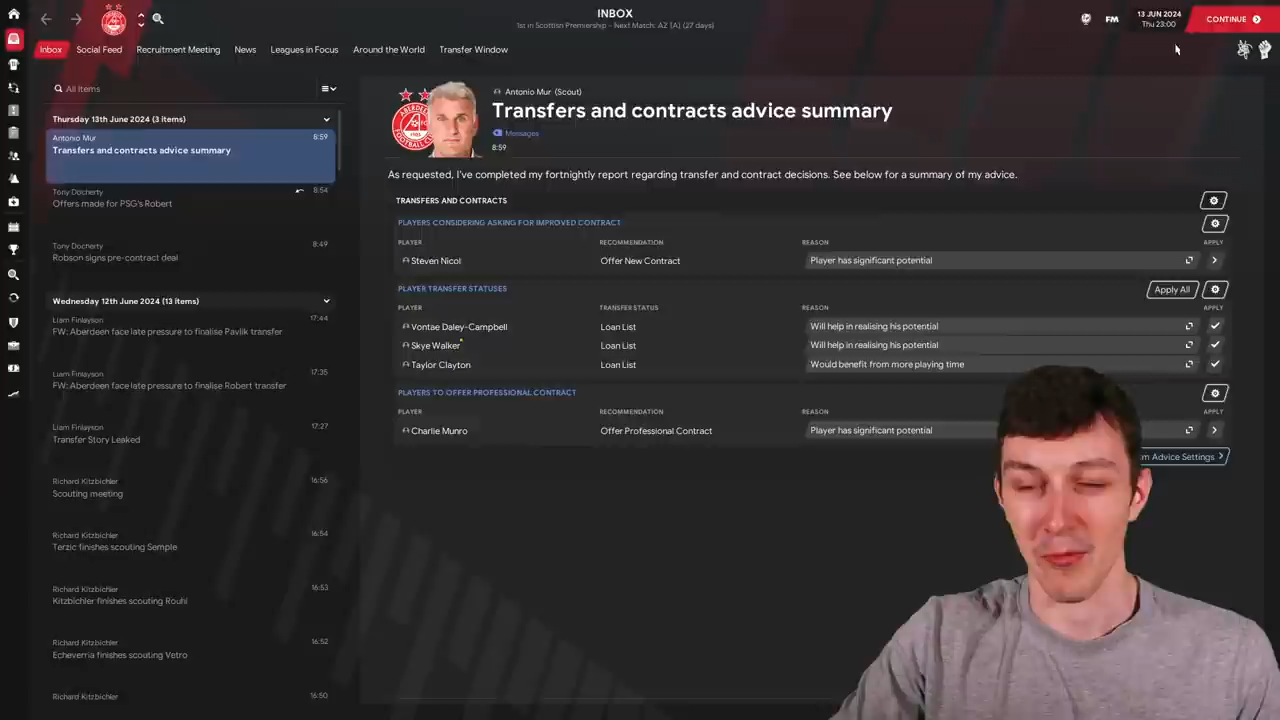 INBOX
1st in Scottish Premiership - Next Match: AZ [A] (27 days)
FM
13 JUN 2024
Thu 23:00
CONTINUE
Inbox
Social Feed
Recruitment Meeting
News
Leagues in Focus
Around the World
Transfer Window
All Items
Thursday 13th June 2024 (3 items)
Antonio Mur
8:59
Transfers and contracts advice summary
Tony Docherty
8:54
Offers made for PSG's Robert
Tony Docherty
8:49
Robson signs pre-contract deal
Wednesday 12th June 2024 (13 items)
Liam Finlayson
17:44
FW: Aberdeen face late pressure to finalise Pavlik transfer
Liam Finlayson
17:35
FW: Aberdeen face late pressure to finalise Robert transfer
Liam Finlayson
17:27
Transfer Story Leaked
Richard Kitzbichler
16:56
Scouting meeting
Richard Kitzbichler
16:54
Terzic finishes scouting Semple
Richard Kitzbichler
16:53
Kitzbichler finishes scouting Rouhi
Richard Kitzbichler
16:52
Echeverria finishes scouting Vetro
Richard Kitzbichler
16:50
Antonio Mur (Scout)
Transfers and contracts advice summary
Messages
8:59
As requested, I've completed my fortnightly report regarding transfer and contract decisions. See below for a summary of my advice.
TRANSFERS AND CONTRACTS
PLAYERS CONSIDERING ASKING FOR IMPROVED CONTRACT
PLAYER
RECOMMENDATION
REASON
APPLY
Steven Nicol
Offer New Contract
Player has significant potential
PLAYER TRANSFER STATUSES
Apply All
PLAYER
TRANSFER STATUS
REASON
APPLY
Vontae Daley-Campbell
Loan List
Will help in realising his potential
Skye Walker
Loan List
Will help in realising his potential
Taylor Clayton
Loan List
Would benefit from more playing time
PLAYERS TO OFFER PROFESSIONAL CONTRACT
PLAYER
RECOMMENDATION
REASON
APPLY
Charlie Munro
Offer Professional Contract
Player has significant potential
Advice Settings